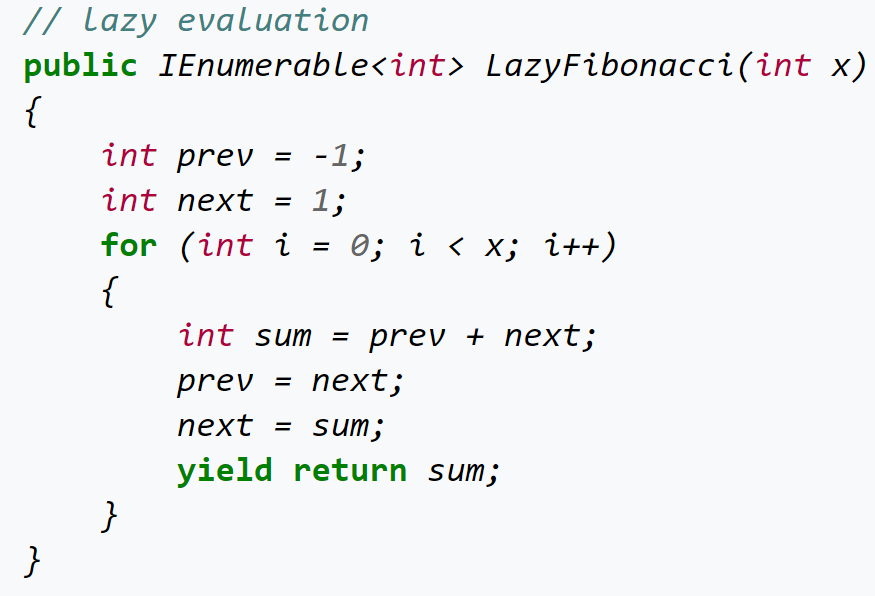 // lazy evaluation
public IEnumerable<int> LazyFibonacci(int x)
{
    int prev = -1;
    int next = 1;
    for (int i = 0; i < x; i++)
    {
        int sum = prev + next;
        prev = next;
        next = sum;
        yield return sum;
    }
}